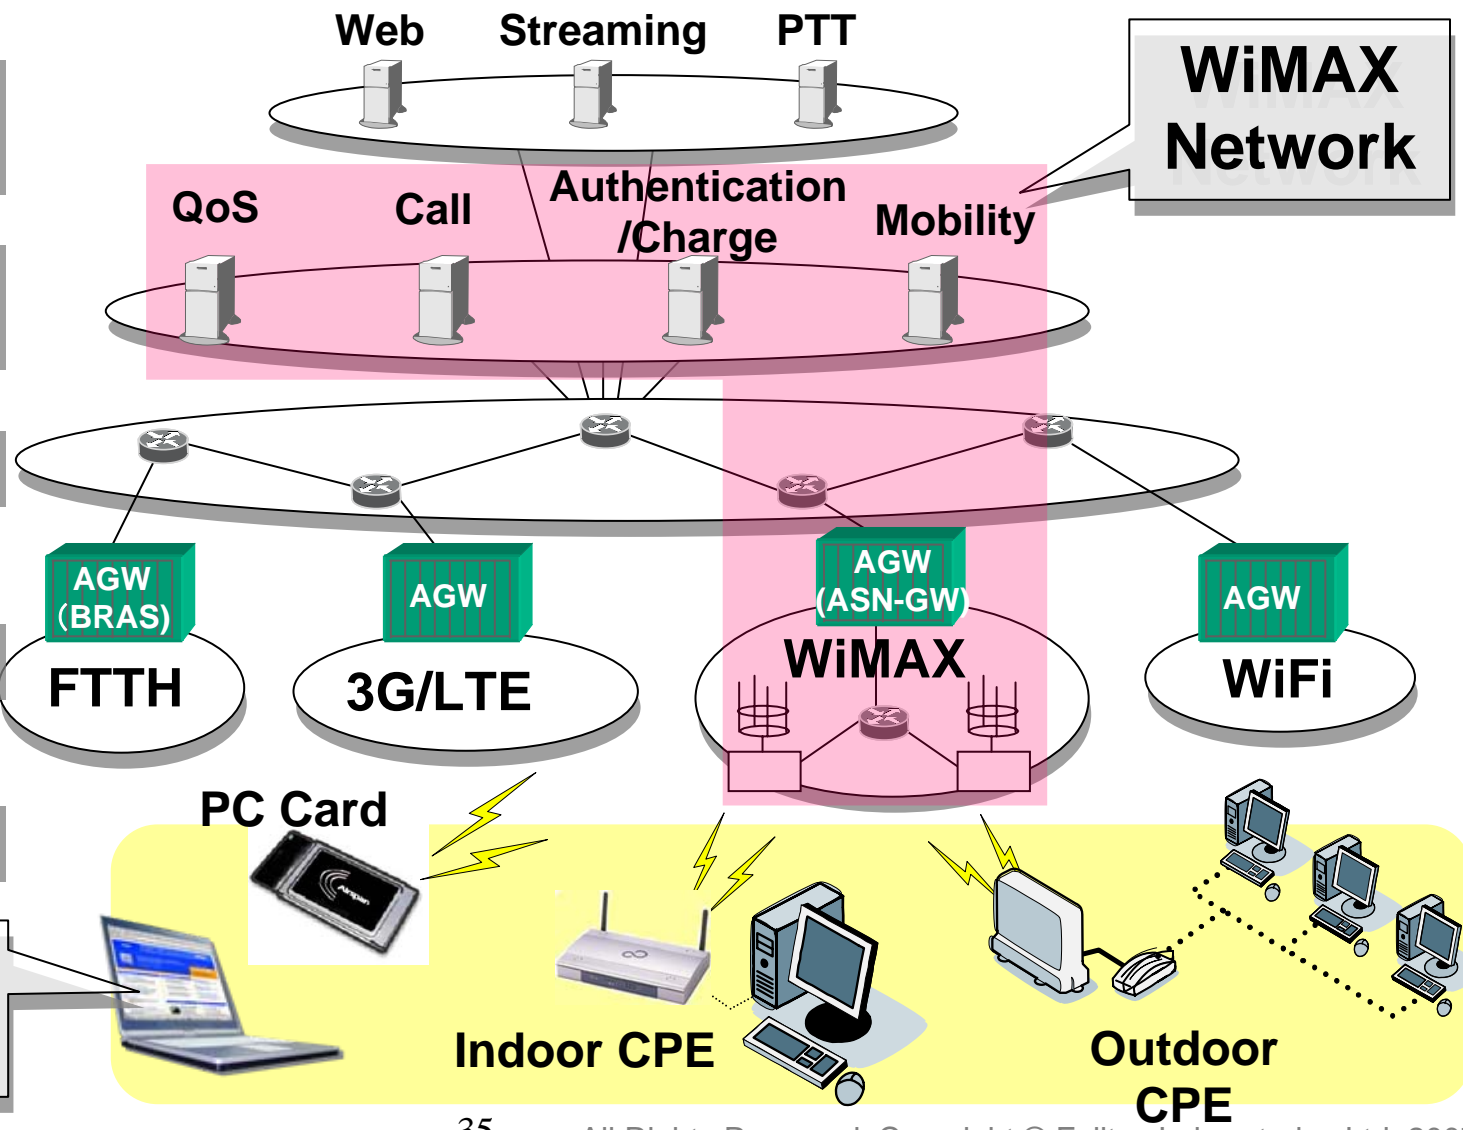 Web Streaming PTT
WiMAX
Network
QoS Call Authentication
/Charge Mobility
AGW
(BRAS)
AGW
AGW
(ASN-GW)
AGW
FTTH
3G/LTE
WiMAX
WiFi
PC Card
Airspan
Indoor CPE
Outdoor
CPE
35